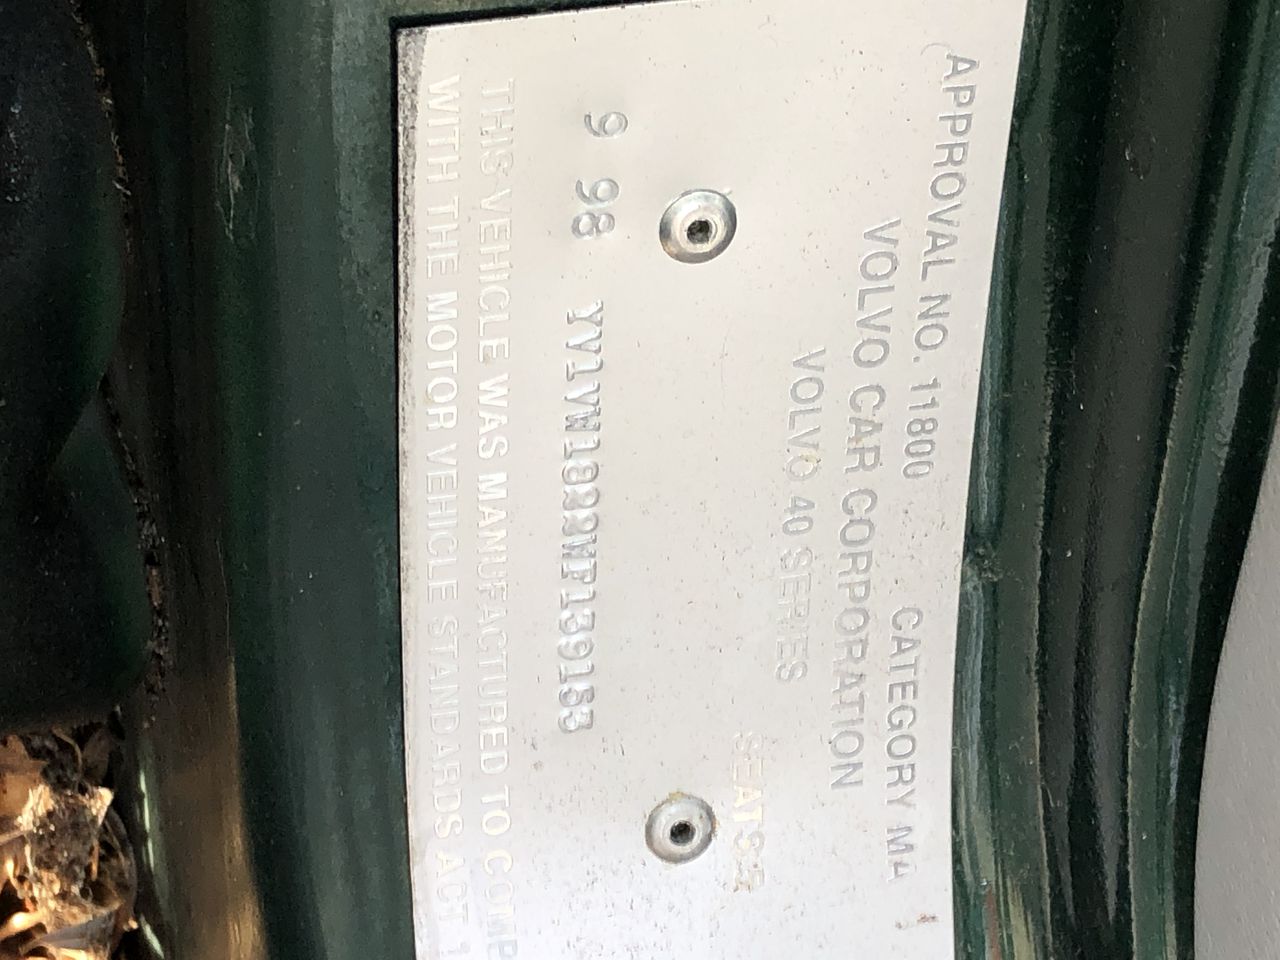 APPROVAL NO. 11800 CATEGORY MA
VOLVO CAR CORPORATION
VOLVO 40 SERIES
SEATS 5
9 98
THIS VEHICLE WAS MANUFACTURED TO COMP
WITH THE MOTOR VEHICLE STANDARDS ACT 1